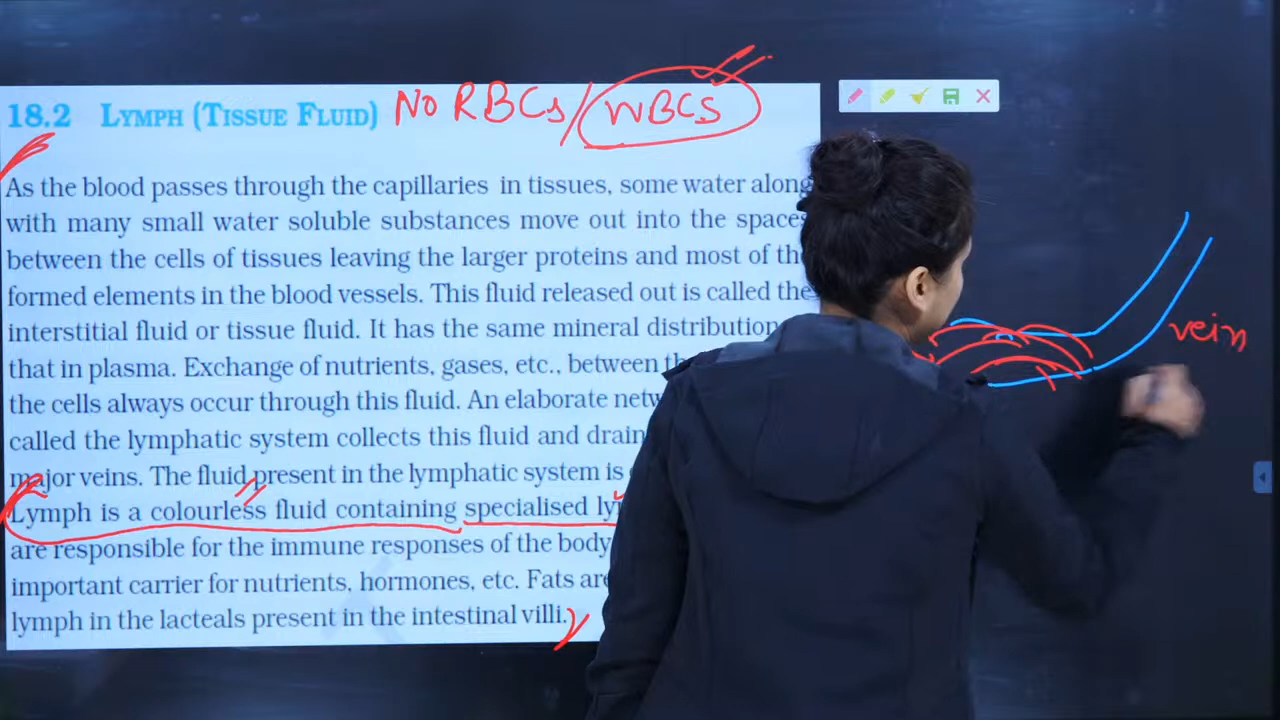 18.2 LYMPH (TISSUE FLUID) No RBCs/WBCs
As the blood passes through the capillaries in tissues, some water along
with many small water soluble substances move out into the spaces
between the cells of tissues leaving the larger proteins and most of
formed elements in the blood vessels. This fluid released out is called the
interstitial fluid or tissue fluid. It has the same mineral distribution
vein
that in plasma. Exchange of nutrients, gases, etc., between
the cells always occur through this fluid. An elaborate
called the lymphatic system collects this fluid and
major veins. The fluid present in the lymphatic system is
Lymph is a colourless fluid containing specialised
are responsible for the immune responses of the body
important carrier for nutrients, hormones, etc. Fats are
lymph in the lacteals present in the intestinal villi.